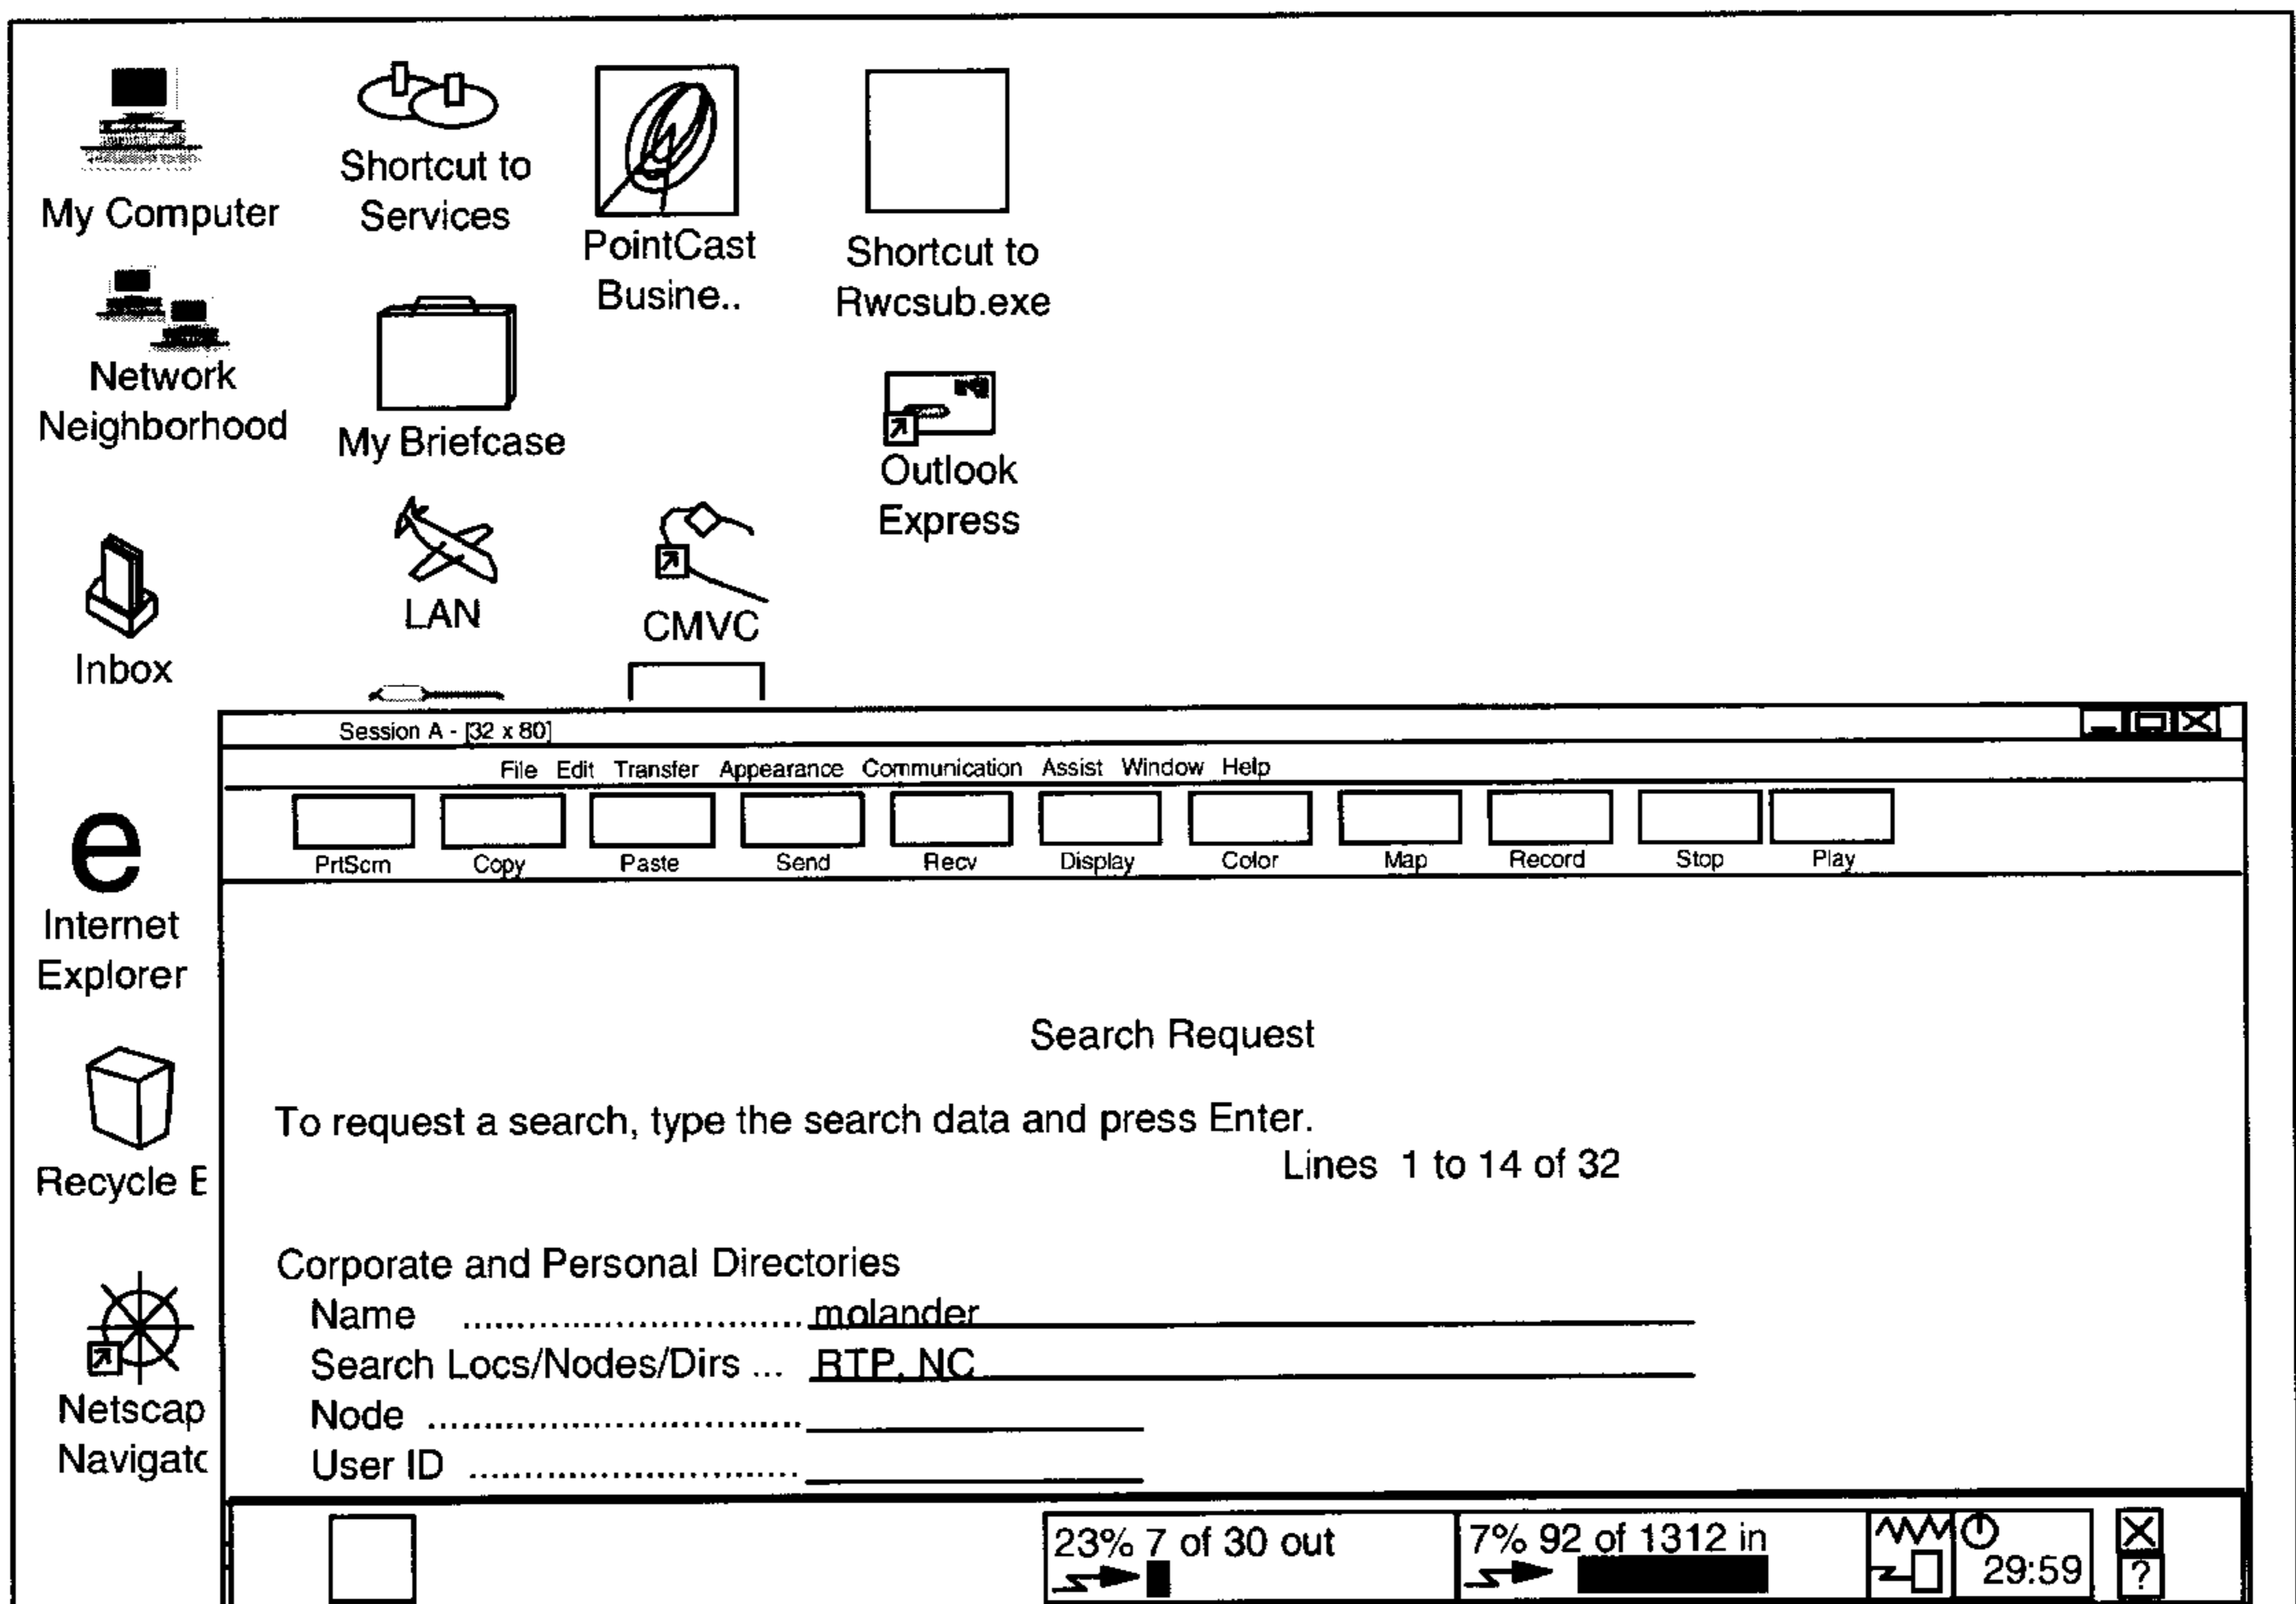 My Computer
Shortcut to
Services
PointCast
Busine..
Shortcut to
Rwcsub.exe
Network
Neighborhood
My Briefcase
Outlook
Express
Inbox
LAN
CMVC
Session A - [32 x 80]
File Edit Transfer Appearance Communication Assist Window Help
PrtScrn Copy Paste Send Recv Display Color Map Record Stop Play
e
Internet
Explorer
Search Request
To request a search, type the search data and press Enter.
Lines 1 to 14 of 32
Recycle B
Corporate and Personal Directories
Name ............................ molander
Search Locs/Nodes/Dirs ... RTP, NC
Node ...............................
User ID ...........................
Netscap
Navigato
23% 7 of 30 out
7% 92 of 1312 in
29:59
?